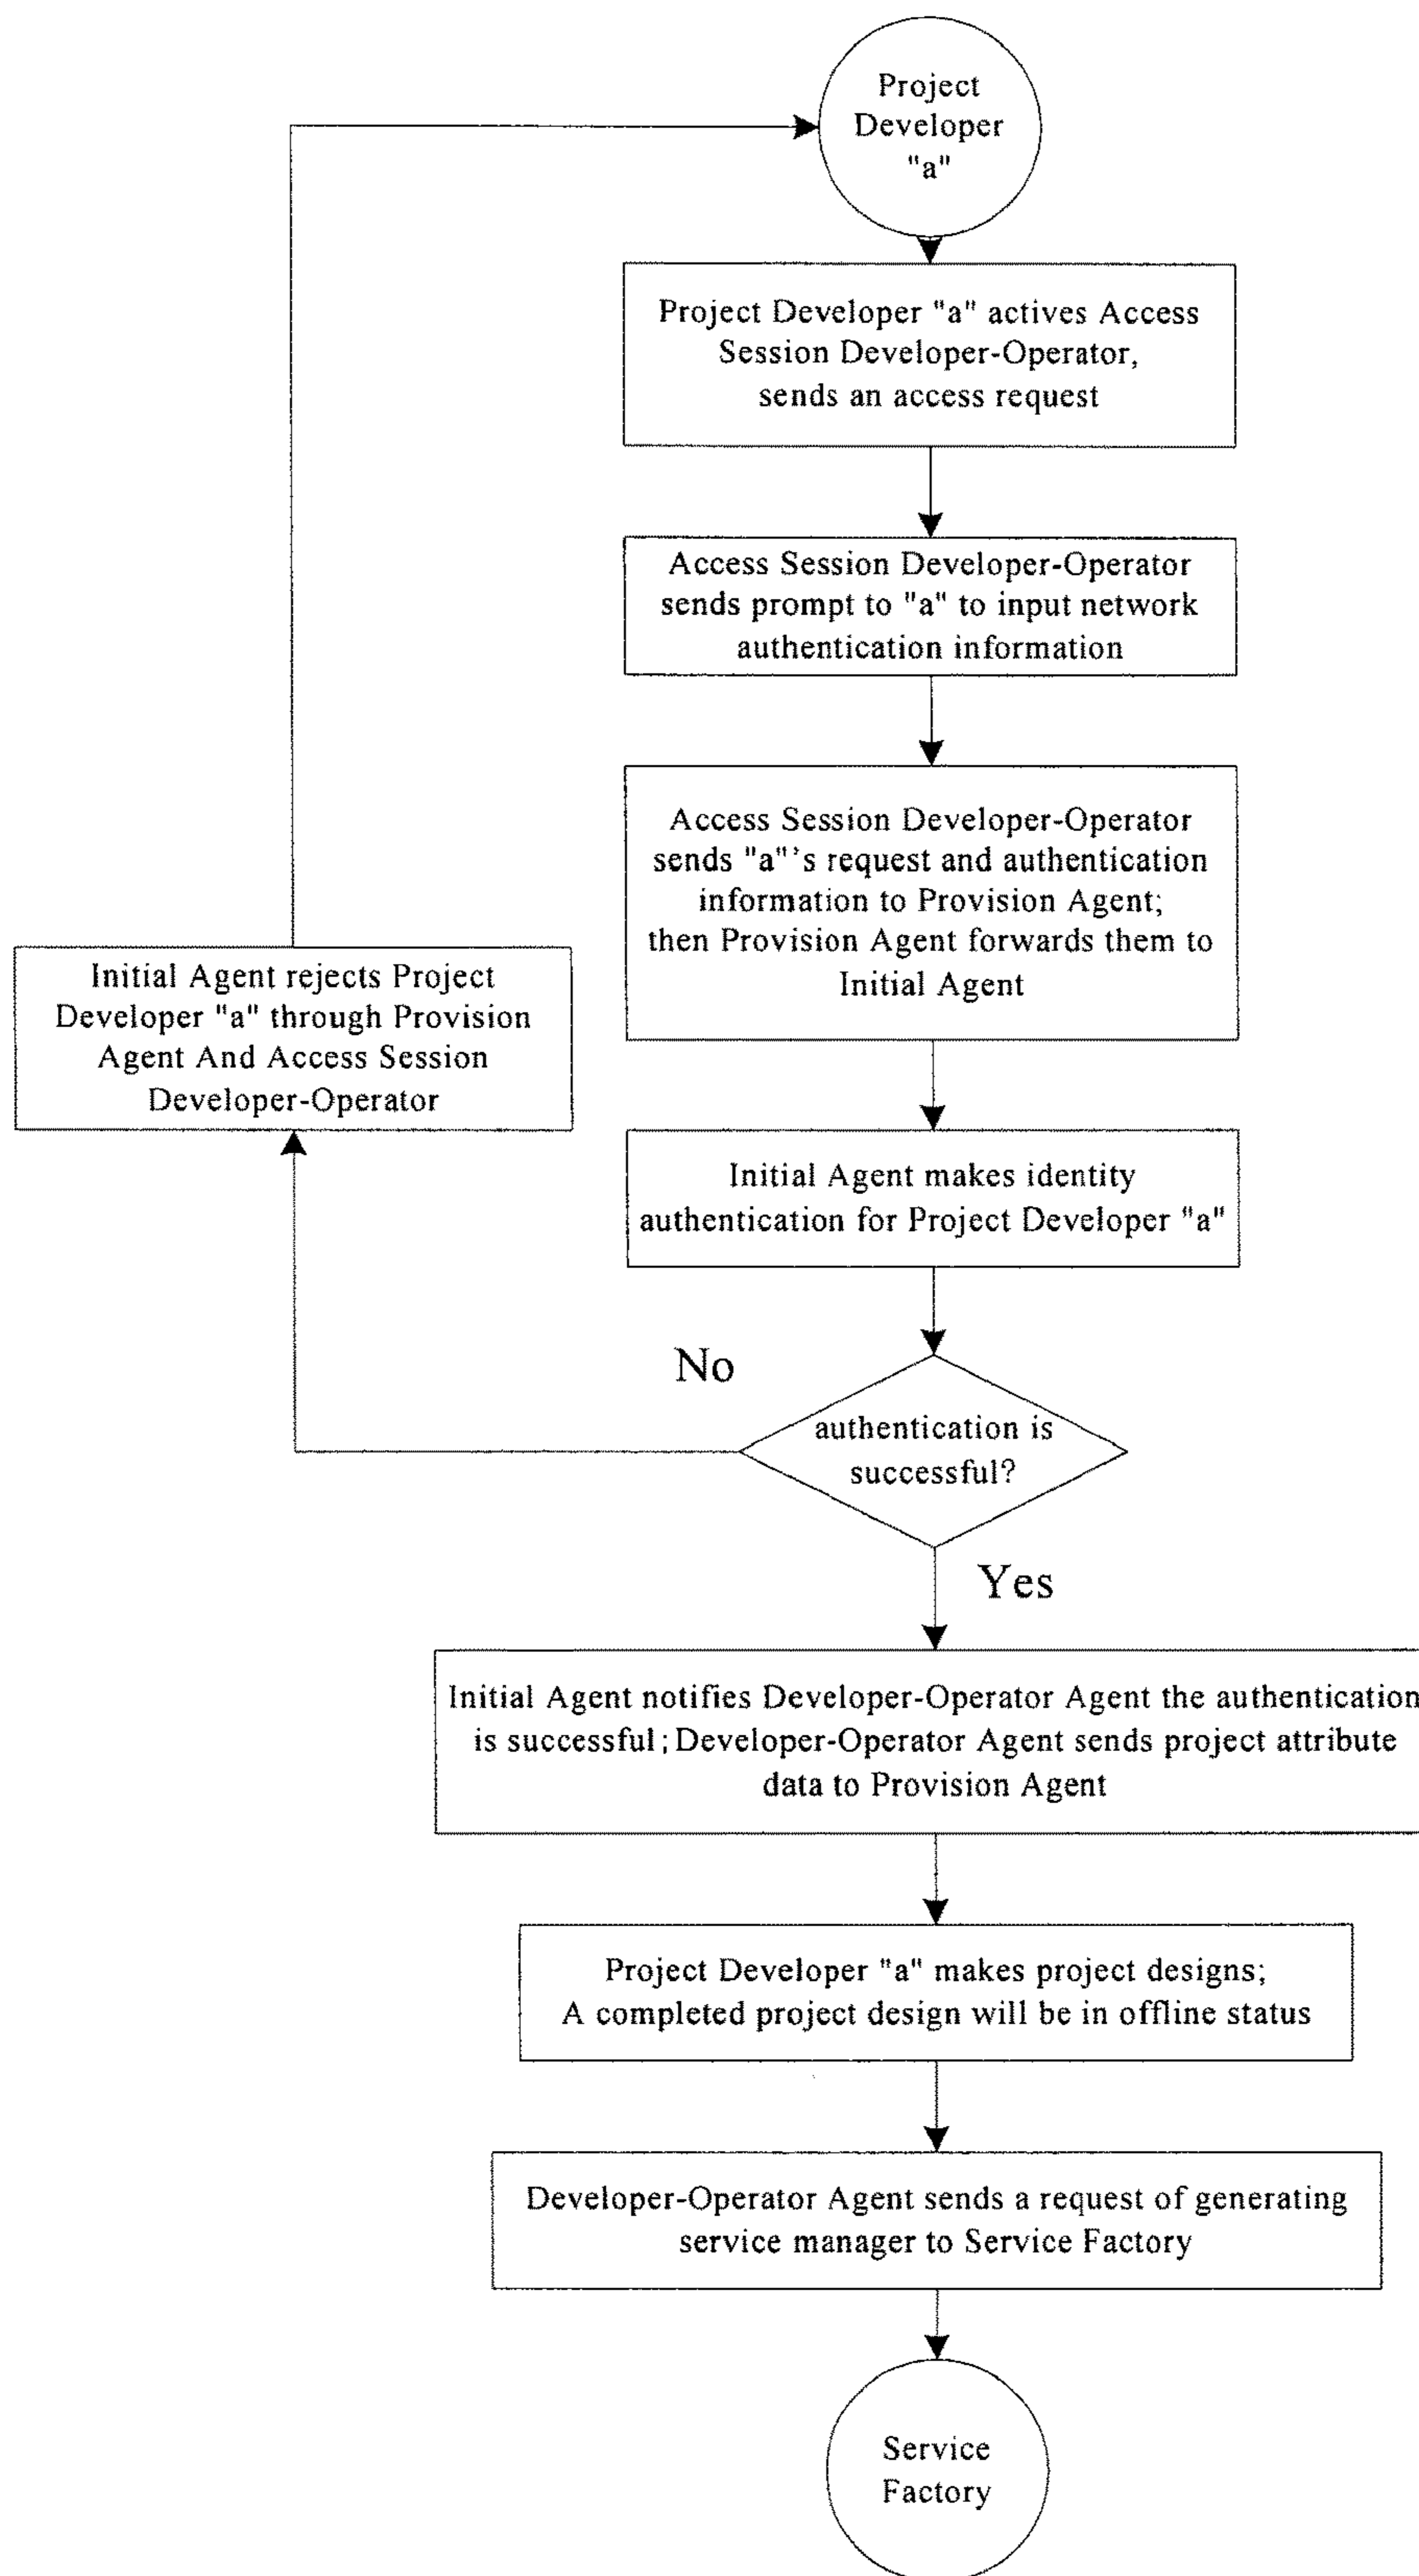 Project
Developer
"a"
Project Developer "a" actives Access
Session Developer-Operator,
sends an access request
Access Session Developer-Operator
sends prompt to "a" to input network
authentication information
Access Session Developer-Operator
sends "a"'s request and authentication
information to Provision Agent;
then Provision Agent forwards them to
Initial Agent
Initial Agent rejects Project
Developer "a" through Provision
Agent And Access Session
Developer-Operator
Initial Agent makes identity
authentication for Project Developer "a"
No
authentication is
successful?
Yes
Initial Agent notifies Developer-Operator Agent the authentication
is successful; Developer-Operator Agent sends project attribute
data to Provision Agent
Project Developer "a" makes project designs;
A completed project design will be in offline status
Developer-Operator Agent sends a request of generating
service manager to Service Factory
Service
Factory